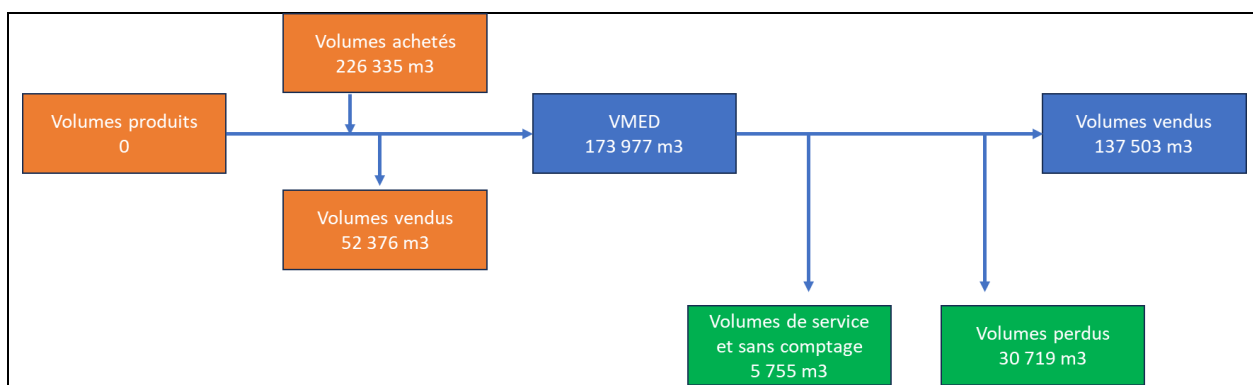 Volumes achetés
226 335 m3
Volumes produits
0
VMED
173 977 m3
Volumes vendus
137 503 m3
Volumes vendus
52 376 m3
Volumes de service
et sans comptage
5 755 m3
Volumes perdus
30 719 m3